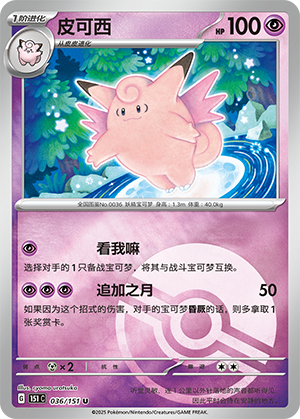 1阶进化
皮可西
HP 100
从皮皮进化
全国图鉴No.0036 妖精宝可梦 身高：1.3m 体重：40.0kg
看我嘛
选择对手的1只备战宝可梦，将其与战斗宝可梦互换。
追加之月 50
如果因为这个招式的伤害，对手的宝可梦昏厥的话，则多拿取1
张奖赏卡。
弱点 ×2 抗性 撤退
Illus. cyoma uratsuka
G 151 C 036/151 U
©2025 Pokémon/Nintendo/Creatures/GAME FREAK.